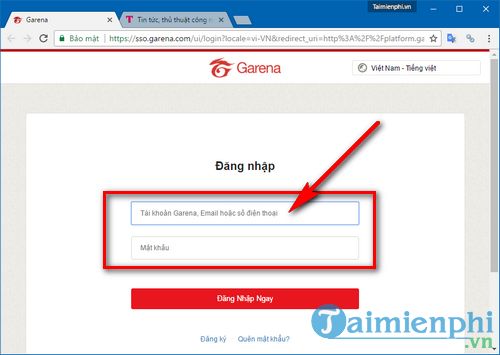 Taimienphi.vn
Garena
Tin tức, thủ thuật công n
Bảo mật
https://sso.garena.com/ui/login?locale=vi-VN&redirect_uri=http%3A%2F%2Fplatform.ga
Garena
Việt Nam - Tiếng việt
Đăng nhập
Tài khoản Garena, Email hoặc số điện thoại
Mật khẩu
Đăng Nhập Ngay
Đăng ký
Quên mật khẩu?
Taimienphi
.vn